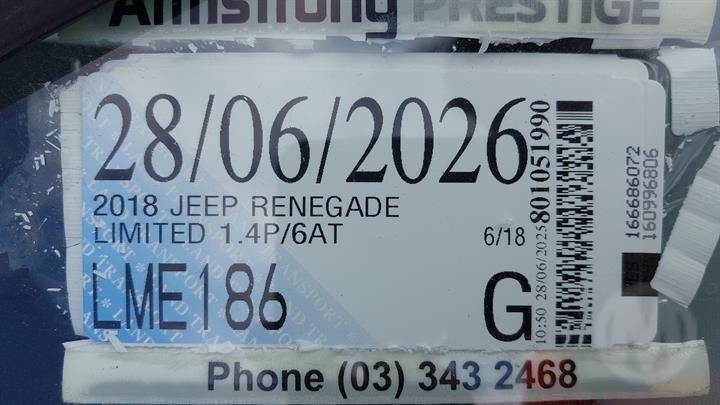 Armstrong PRESTIGE
28/06/2026
2018 JEEP RENEGADE
LIMITED 1.4P/6AT
6/18
LME186
G
10:50 28/06/2025
801051990
166686072
160996806
Phone (03) 343 2468